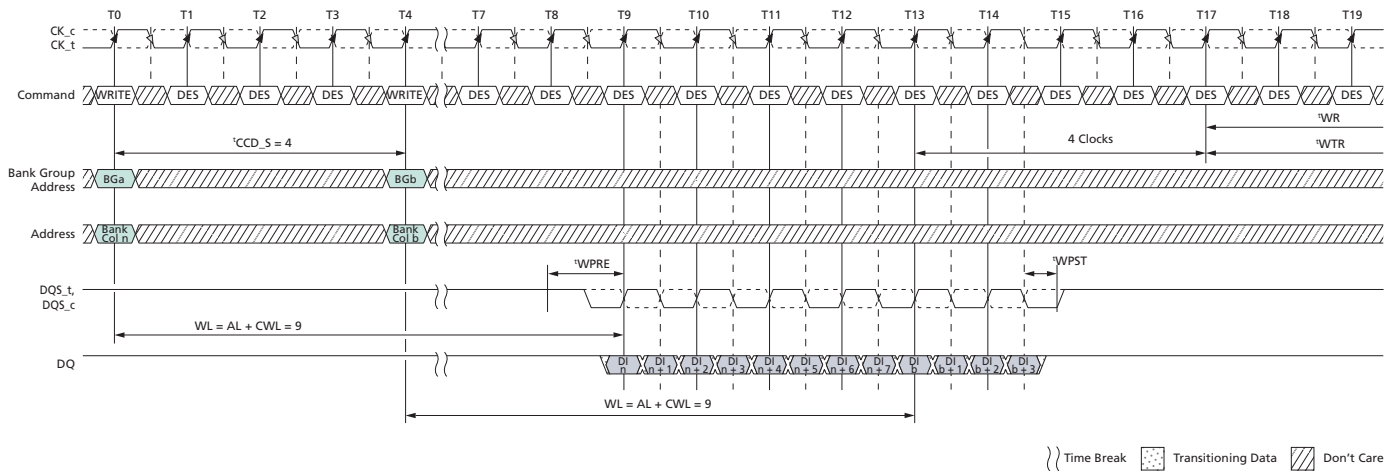 T0 T1 T2 T3 T4 T7 T8 T9 T10 T11 T12 T13 T14 T15 T16 T17 T18 T19
CK_c
CK_t
Command WRITE DES DES DES WRITE DES DES DES DES DES DES DES DES DES DES DES DES DES
tWR
tCCD_S = 4 4 Clocks tWTR
Bank Group
Address BGa BGb
Address Bank
Col n Bank
Col b
tWPRE tWPST
DQS_t,
DQS_c
WL = AL + CWL = 9
DQ DI
n DI
n + 1 DI
n + 2 DI
n + 3 DI
n + 4 DI
n + 5 DI
n + 6 DI
n + 7 DI
b DI
b + 1 DI
b + 2 DI
b + 3
WL = AL + CWL = 9
Time Break Transitioning Data Don't Care